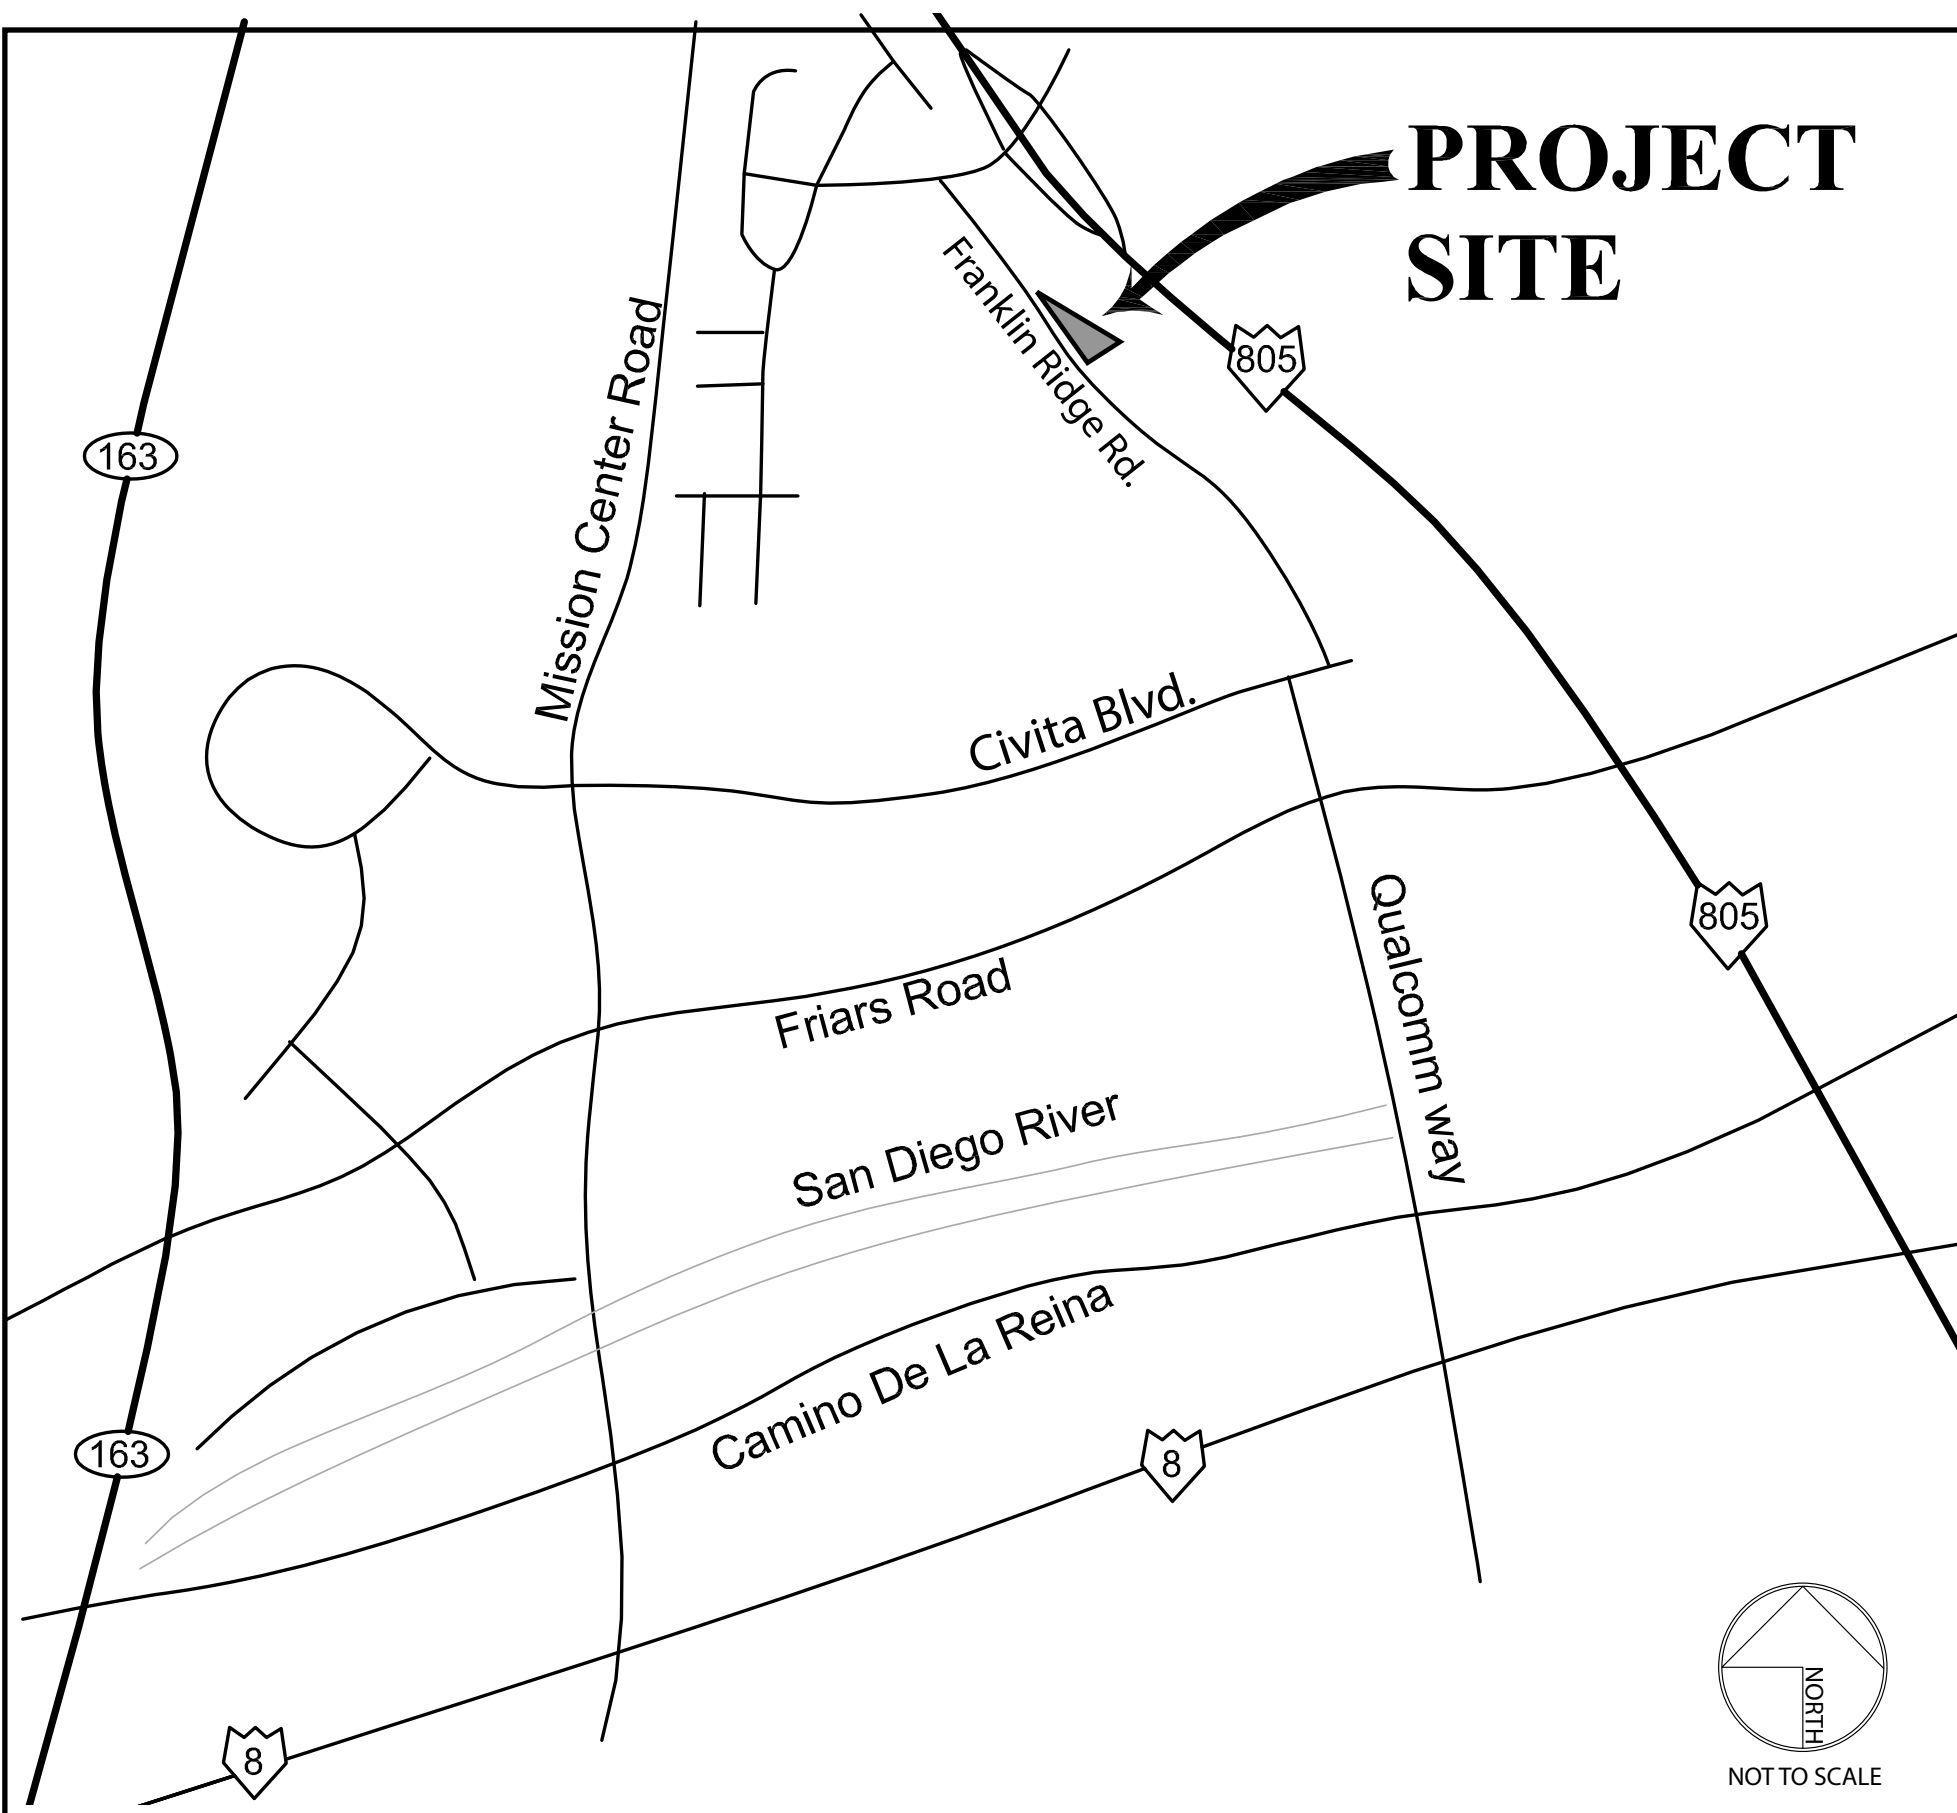 PROJECT
SITE
Franklin Ridge Rd.
805
Mission Center Road
163
Civita Blvd.
805
Qualcomm way
Friars Road
San Diego River
Camino De La Reina
163
8
8
NORTH
NOT TO SCALE